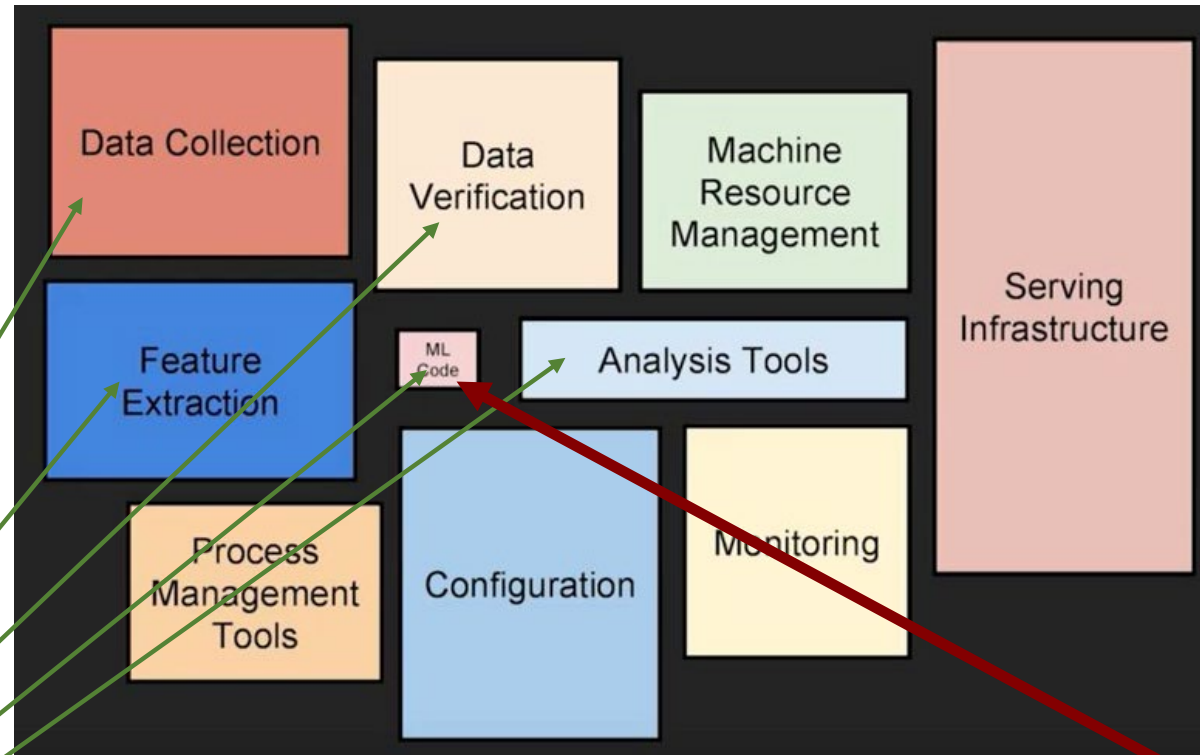 Data Collection
Data
Verification
Machine
Resource
Management
Serving
Infrastructure
Feature
Extraction
ML
Code
Analysis Tools
Process
Management
Tools
Configuration
Monitoring